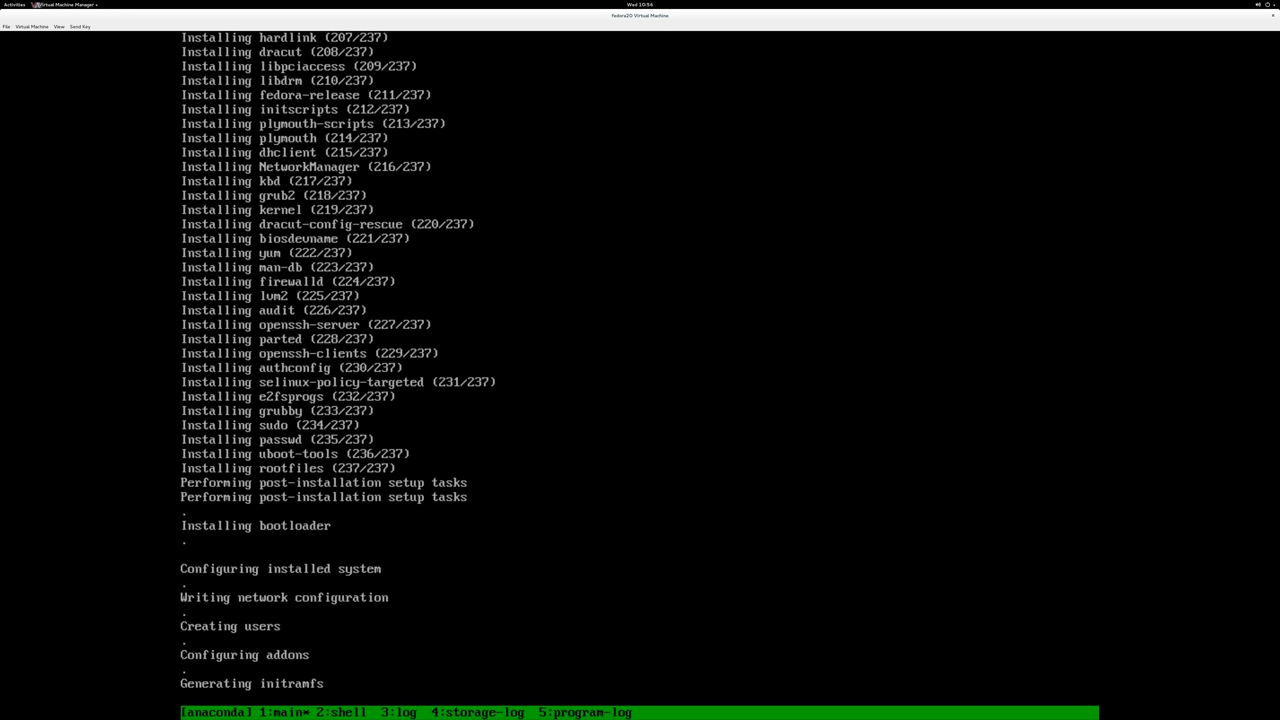 Activities Virtual Machine Manager Wed 10:56
Fedora20 Virtual Machine
File Virtual Machine View Send Key
Installing hardlink (207/237)
Installing dracut (208/237)
Installing libpciaccess (209/237)
Installing libdrm (210/237)
Installing fedora-release (211/237)
Installing initscripts (212/237)
Installing plymouth-scripts (213/237)
Installing plymouth (214/237)
Installing dhclient (215/237)
Installing NetworkManager (216/237)
Installing kbd (217/237)
Installing grub2 (218/237)
Installing kernel (219/237)
Installing dracut-config-rescue (220/237)
Installing biosdevname (221/237)
Installing yum (222/237)
Installing man-db (223/237)
Installing firewalld (224/237)
Installing lvm2 (225/237)
Installing audit (226/237)
Installing openssh-server (227/237)
Installing parted (228/237)
Installing openssh-clients (229/237)
Installing authconfig (230/237)
Installing selinux-policy-targeted (231/237)
Installing e2fsprogs (232/237)
Installing grubby (233/237)
Installing sudo (234/237)
Installing passwd (235/237)
Installing uboot-tools (236/237)
Installing rootfiles (237/237)
Performing post-installation setup tasks
Performing post-installation setup tasks
.
Installing bootloader
.
Configuring installed system
.
Writing network configuration
.
Creating users
.
Configuring addons
.
Generating initramfs
[anaconda] 1:main* 2:shell 3:log 4:storage-log 5:program-log